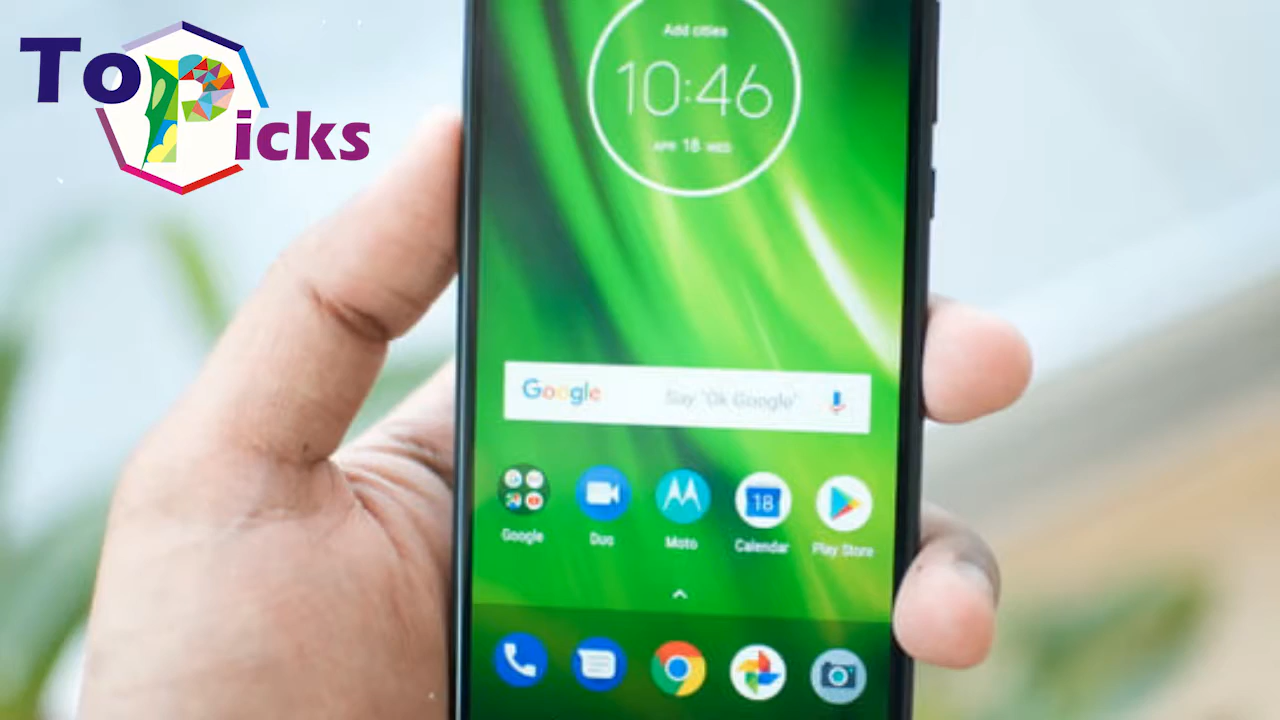 ToPicks
Add cities
10:46
APR 18 WED
Google Say "Ok Google"
18
Google Duo Moto Calendar Play Store